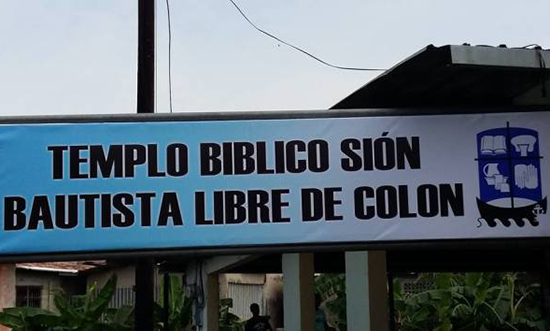 TEMPLO BIBLICO SIÓN
BAUTISTA LIBRE DE COLON